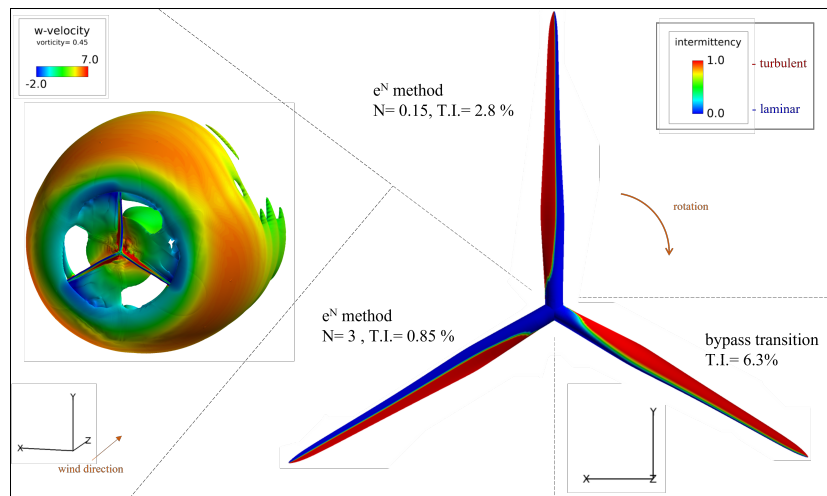 w-velocity
vorticity= 0.45
7.0
-2.0
e^N method
N= 0.15, T.I.= 2.8 %
intermittency
1.0
0.0
- turbulent
- laminar
rotation
e^N method
N= 3 , T.I.= 0.85 %
bypass transition
T.I.= 6.3%
Y
X
Z
wind direction
Y
X
Z